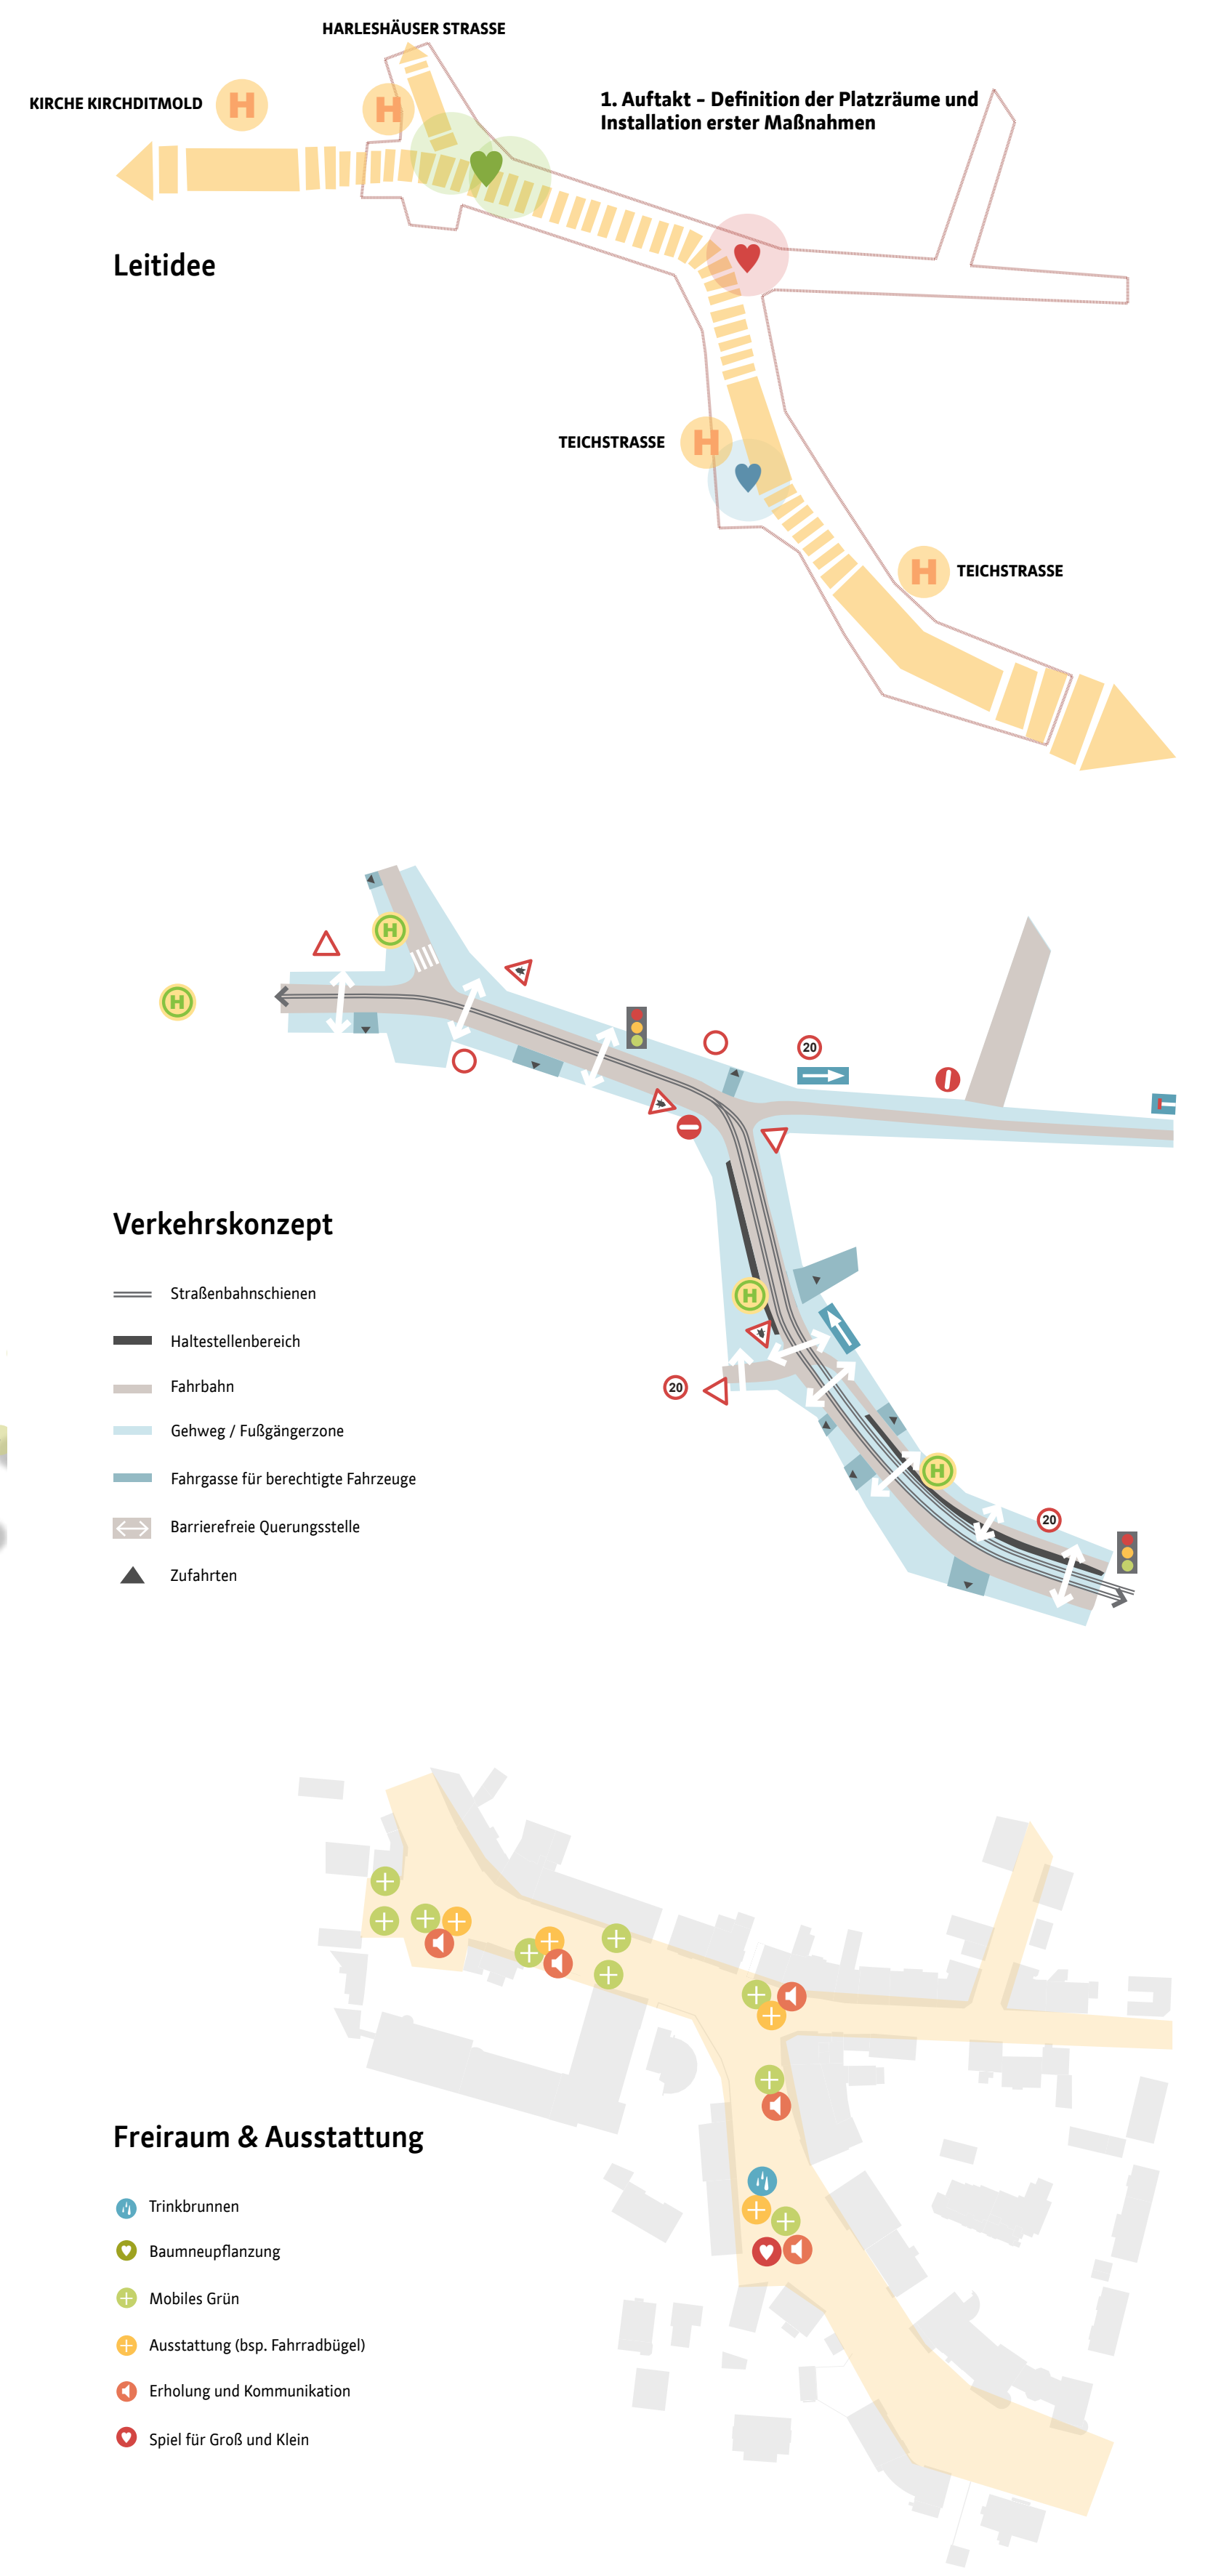 HARLESHÄUSER STRASSE
KIRCHE KIRCHDITMOLD
H
H
1. Auftakt – Definition der Platzräume und
Installation erster Maßnahmen
Leitidee
TEICHSTRASSE
H
H
TEICHSTRASSE
H
H
20
Verkehrskonzept
Straßenbahnschienen
Haltestellenbereich
Fahrbahn
Gehweg / Fußgängerzone
Fahrgasse für berechtigte Fahrzeuge
Barrierefreie Querungsstelle
Zufahrten
H
20
H
20
Freiraum & Ausstattung
Trinkbrunnen
Baumneupflanzung
Mobiles Grün
Ausstattung (bsp. Fahrradbügel)
Erholung und Kommunikation
Spiel für Groß und Klein